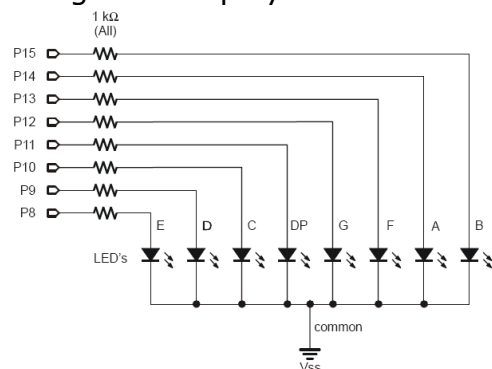 1 kΩ
(All)
P15
P14
P13
P12
P11
P10
P9
P8
E D C DP G F A B
LED's
common
Vss